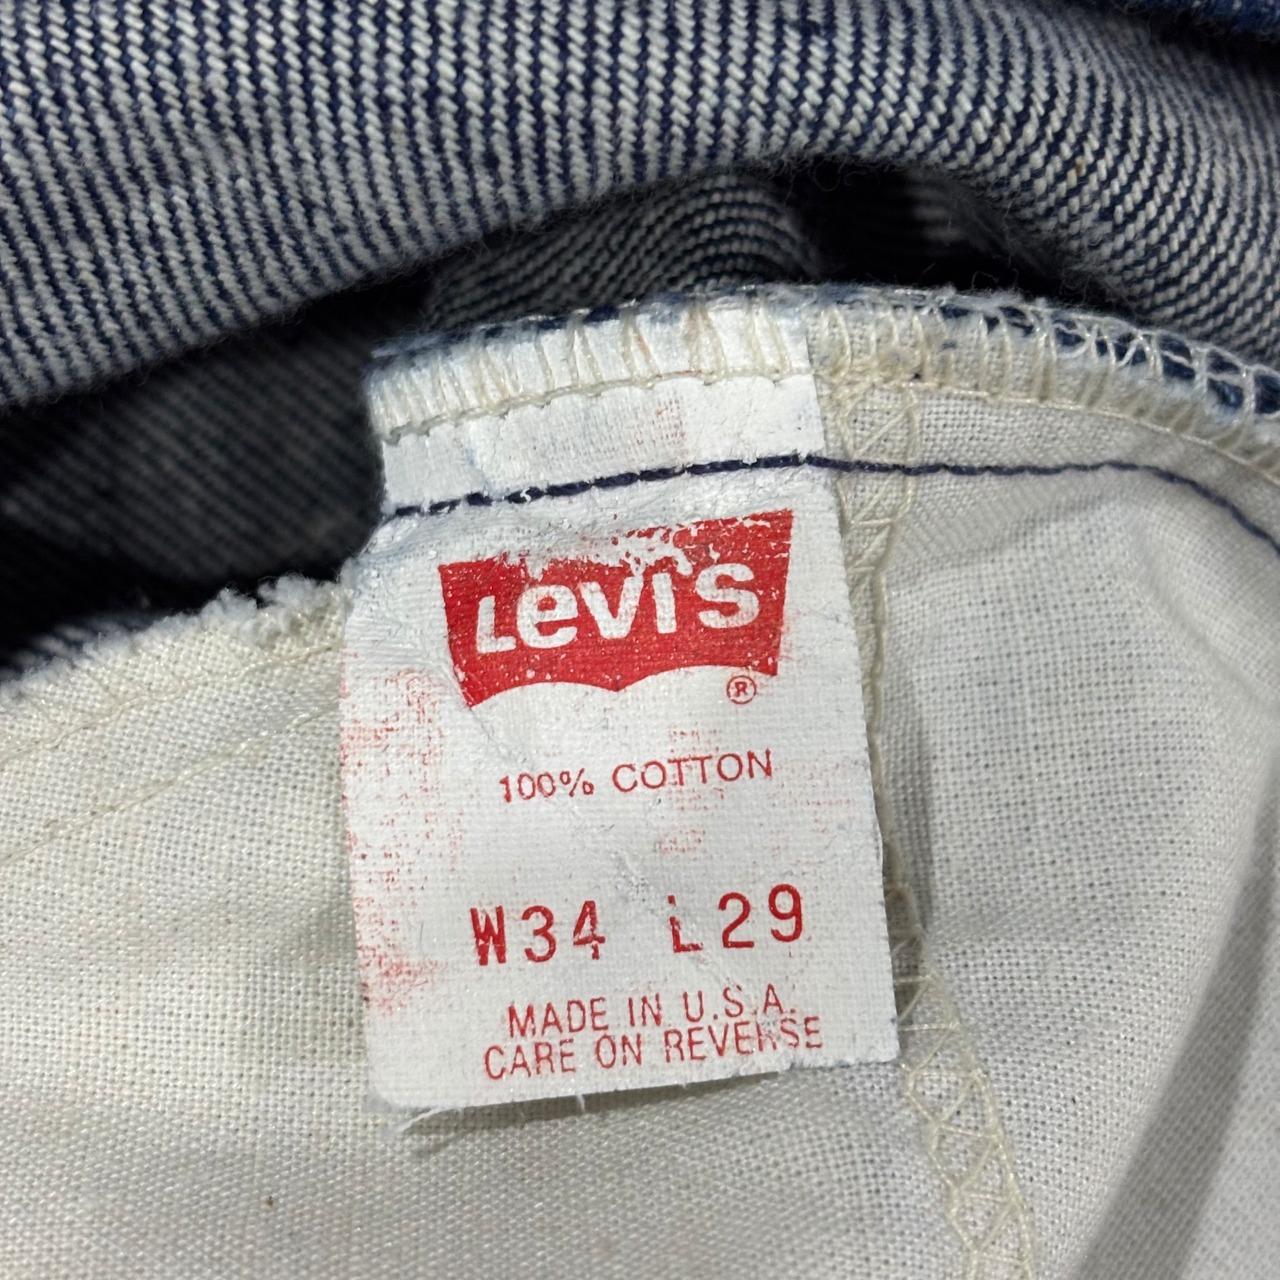 Levi's
®
100% COTTON
W34 L29
MADE IN U.S.A.
CARE ON REVERSE